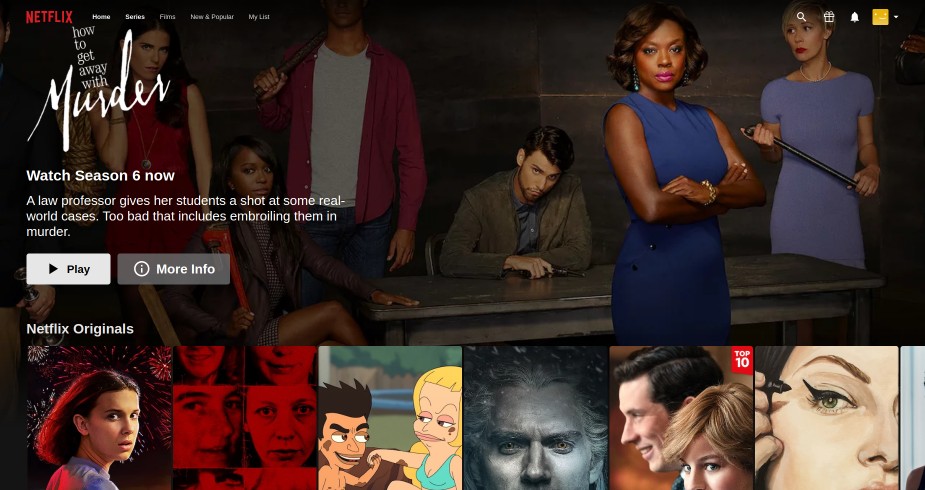 NETFLIX Home Series Films New & Popular My List
how
to
get
away
with
Murder
Watch Season 6 now
A law professor gives her students a shot at some real-
world cases. Too bad that includes embroiling them in
murder.
Play More Info
Netflix Originals
TOP
10